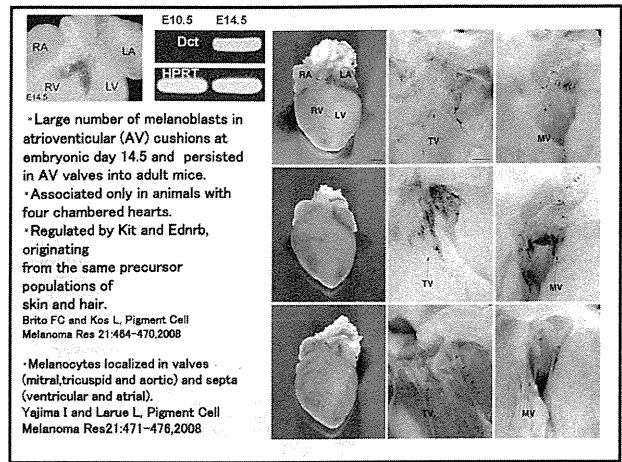 E10.5 E14.5
Dct
HPRT
RA
LA
RV
LV
E14.5
・Large number of melanoblasts in
atrioventicular (AV) cushions at
embryonic day 14.5 and persisted
in AV valves into adult mice.
・Associated only in animals with
four chambered hearts.
・Regulated by Kit and Ednrb,
originating
from the same precursor
populations of
skin and hair.
Brito FC and Kos L, Pigment Cell
Melanoma Res 21:464-470,2008
・Melanocytes localized in valves
(mitral,tricuspid and aortic) and septa
(ventricular and atrial).
Yajima I and Larue L, Pigment Cell
Melanoma Res21:471-476,2008
RA
LA
RV
LV
TV
MV
TV
MV
TV
MV